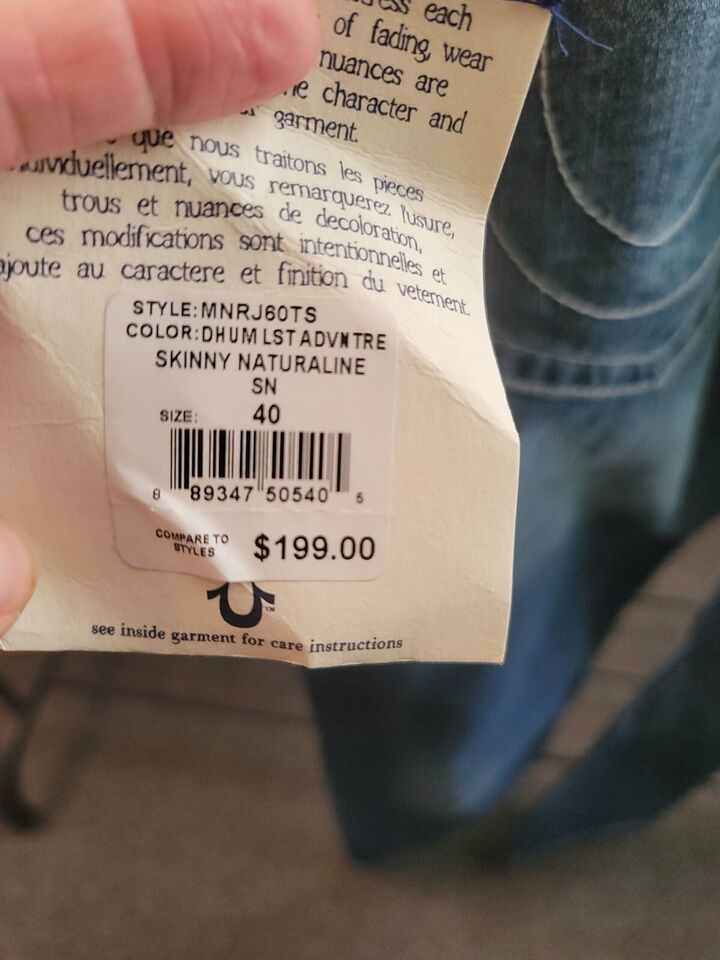 each
of fading, wear
nuances are
character and
garment.
que nous traitons les pieces
vous remarquerez l'usure,
trous et nuances de decoloration,
ces modifications sont intentionnelles et
ajoute au caractere et finition du vetement.
STYLE:MNRJ60TS
COLOR:DHUM LST ADVNTRE
SKINNY NATURALINE
SN
SIZE: 40
8 89347 50540 5
COMPARE TO
STYLES
$199.00
TM
see inside garment for care instructions